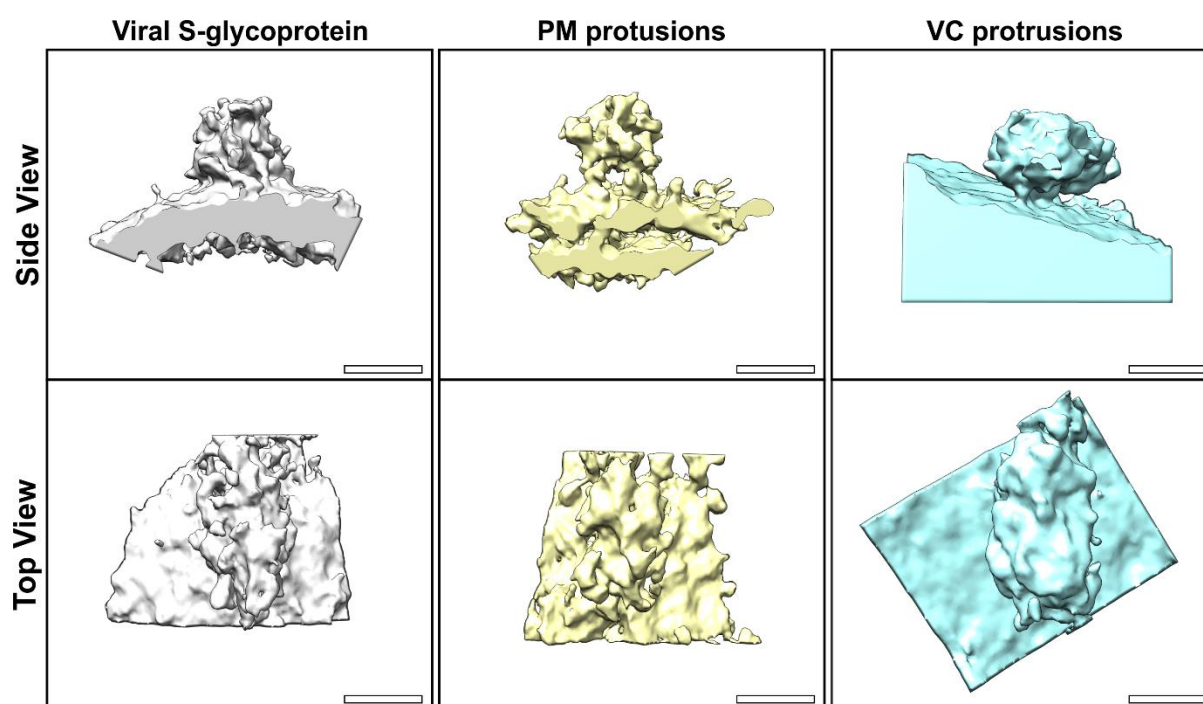 Viral S-glycoprotein
PM protusions
VC protrusions
Side View
Top View